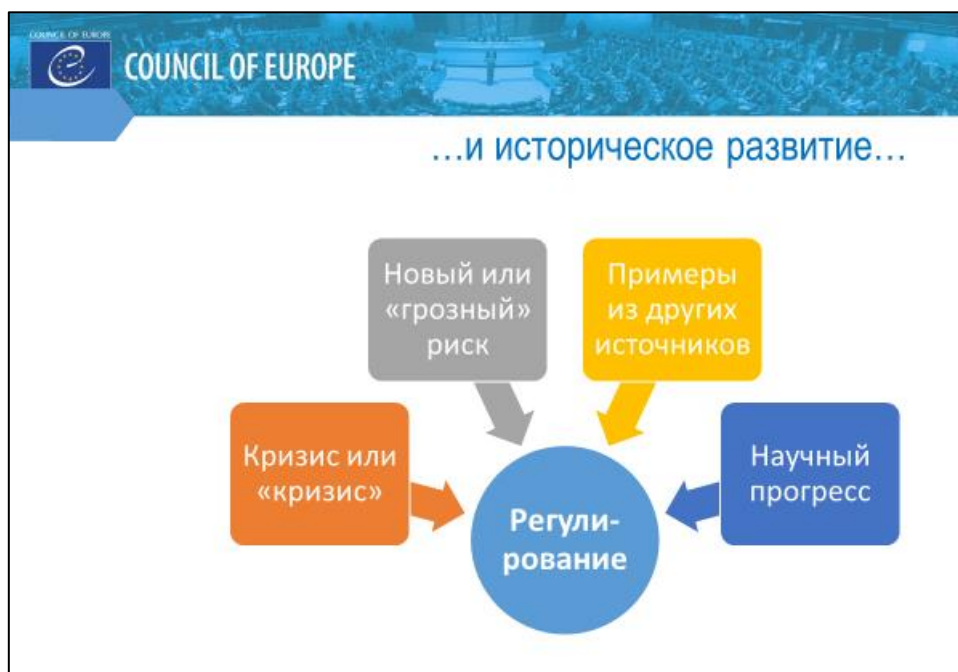 COUNCIL OF EUROPE
COUNCIL OF EUROPE
…и историческое развитие…
Новый или
«грозный»
риск
Примеры
из других
источников
Кризис или
«кризис»
Научный
прогресс
Регули-
рование